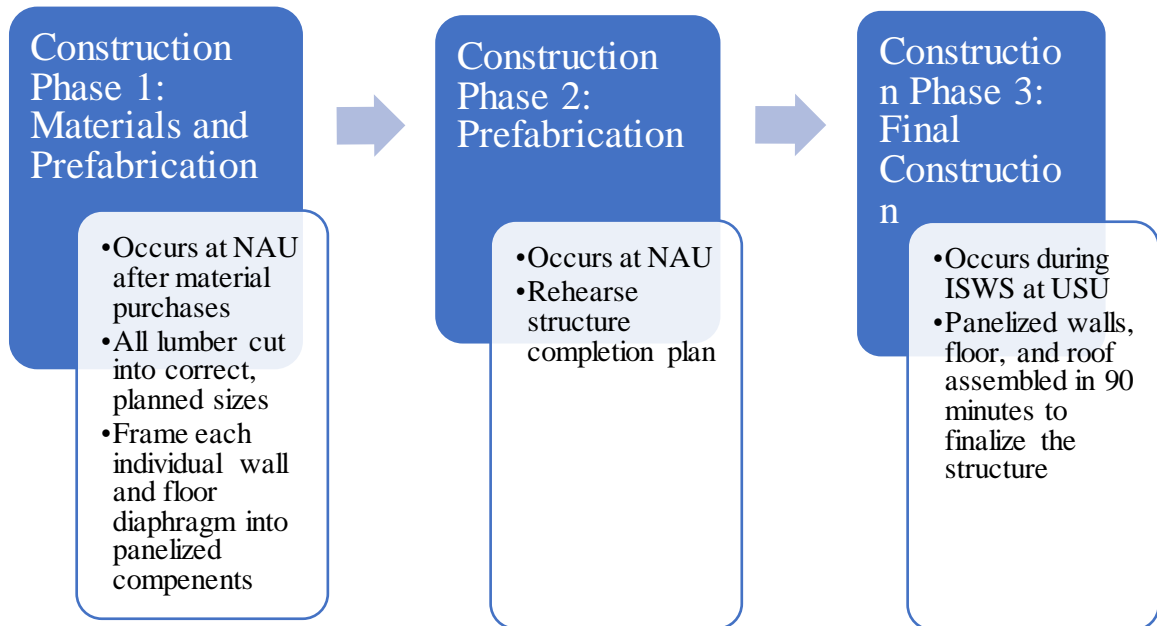 Construction
Phase 1:
Materials and
Prefabrication
•Occurs at NAU
after material
purchases
•All lumber cut
into correct,
planned sizes
•Frame each
individual wall
and floor
diaphragm into
panelized
compenents
Construction
Phase 2:
Prefabrication
•Occurs at NAU
•Rehearse
structure
completion plan
Constructio
n Phase 3:
Final
Constructio
n
•Occurs during
ISWS at USU
•Panelized walls,
floor, and roof
assembled in 90
minutes to
finalize the
structure